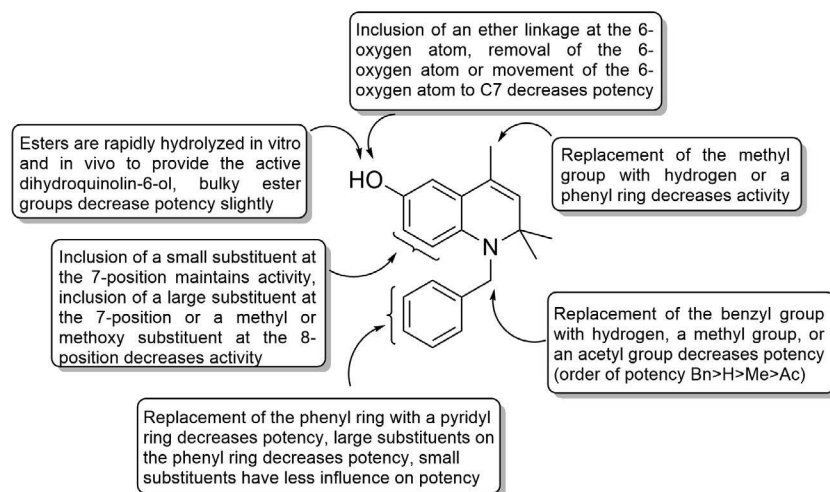 Inclusion of an ether linkage at the 6-
oxygen atom, removal of the 6-
oxygen atom or movement of the 6-
oxygen atom to C7 decreases potency
Esters are rapidly hydrolyzed in vitro
and in vivo to provide the active
dihydroquinolin-6-ol, bulky ester
groups decrease potency slightly
Replacement of the methyl
group with hydrogen or a
phenyl ring decreases activity
HO
N
Inclusion of a small substituent at
the 7-position maintains activity,
inclusion of a large substituent at
the 7-position or a methyl or
methoxy substituent at the 8-
position decreases activity
Replacement of the benzyl group
with hydrogen, a methyl group, or
an acetyl group decreases potency
(order of potency Bn>H>Me>Ac)
Replacement of the phenyl ring with a pyridyl
ring decreases potency, large substituents on
the phenyl ring decreases potency, small
substituents have less influence on potency